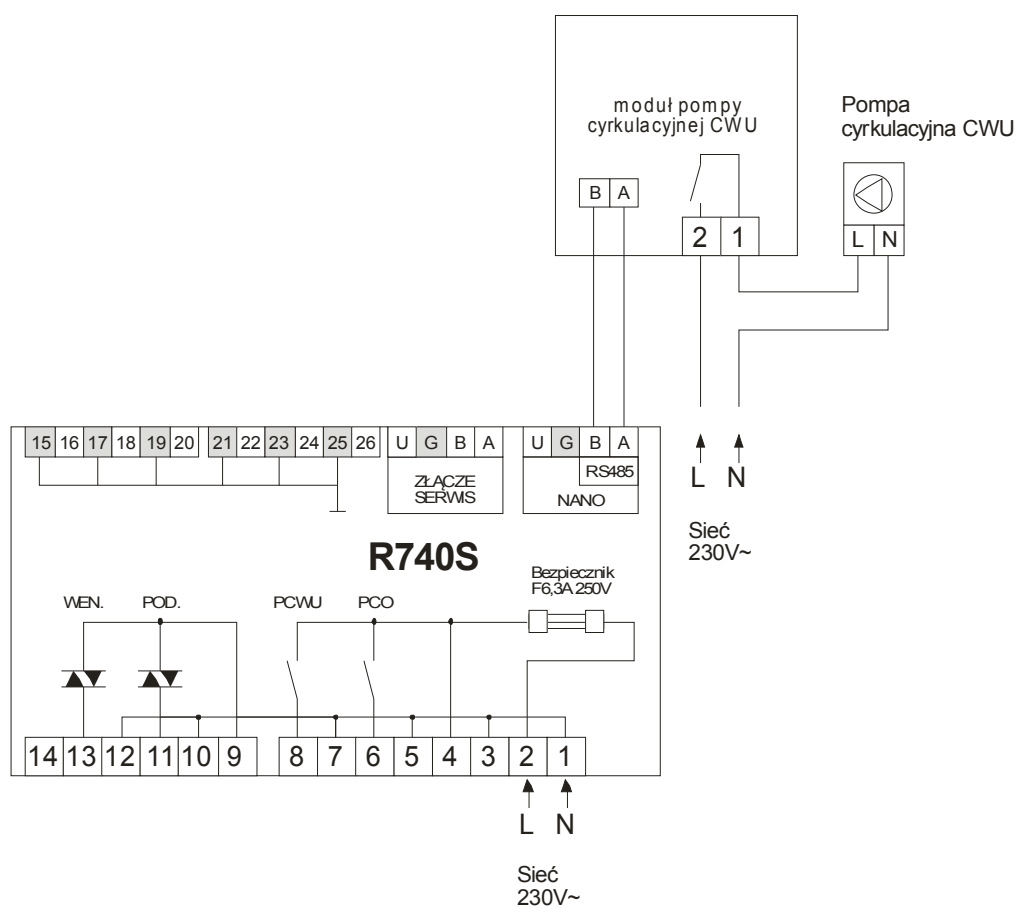 moduł pompy
cyrkulacyjnej CWU
Pompa
cyrkulacyjna CWU
B A
2 1
L N
15 16 17 18 19 20 21 22 23 24 25 26 U G B A U G B A
RS485
ZŁĄCZE
SERWIS
NANO
L N
Sieć
230V~
R740S
Bezpiecznik
F6,3A 250V
WEN. POD. PCWU PCO
14 13 12 11 10 9 8 7 6 5 4 3 2 1
L N
Sieć
230V~